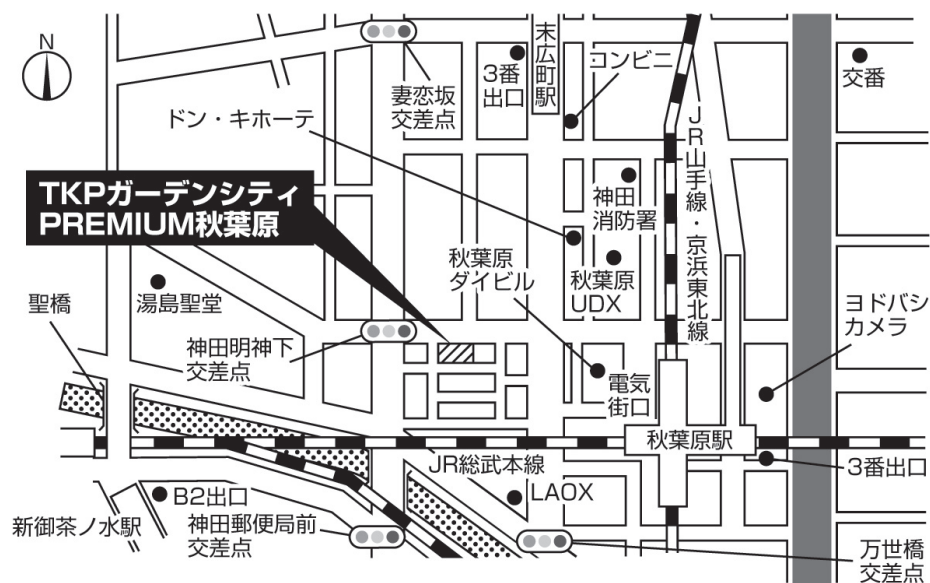 N
妻恋坂
交差点
3番
出口
末広町駅
コンビニ
交番
ドン・キホーテ
JR山手線・京浜東北線
TKPガーデンシティ
PREMIUM秋葉原
神田
消防署
秋葉原
ダイビル
秋葉原
UDX
聖橋
湯島聖堂
ヨドバシ
カメラ
神田明神下
交差点
電気
街口
秋葉原駅
JR総武本線
3番出口
B2出口
LAOX
新御茶ノ水駅
神田郵便局前
交差点
万世橋
交差点